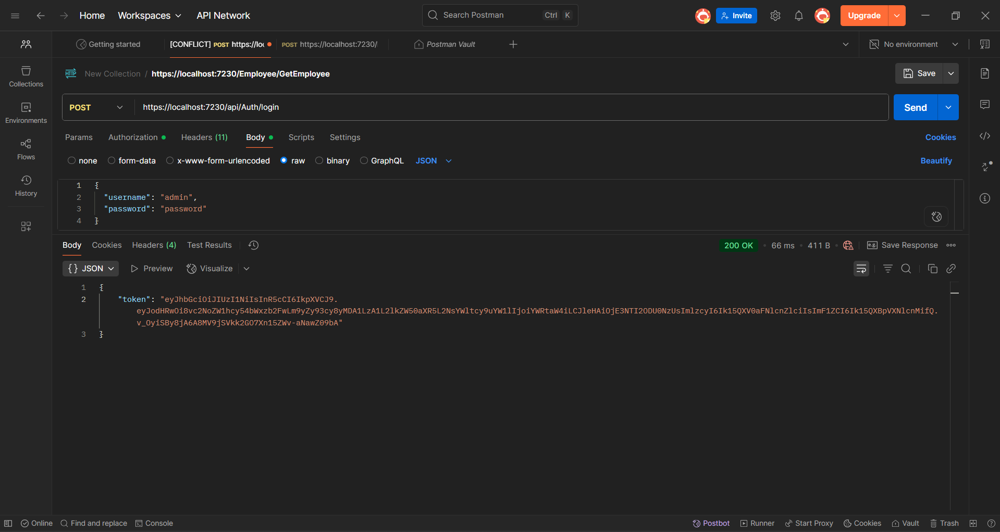 Home Workspaces API Network Search Postman Ctrl K Invite Upgrade
Getting started [CONFLICT] POST https://loc POST https://localhost:7230/ Postman Vault No environment
HTTP New Collection / https://localhost:7230/Employee/GetEmployee Save
POST https://localhost:7230/api/Auth/login Send
Params Authorization Headers (11) Body Scripts Settings Cookies
none form-data x-www-form-urlencoded raw binary GraphQL JSON Beautify
1 {
2 "username": "admin",
3 "password": "password"
4 }
Collections
Environments
Flows
History
Body Cookies Headers (4) Test Results 200 OK 66 ms 411 B e.g. Save Response
{} JSON Preview Visualize
1 {
2 "token": "eyJhbGciOiJIUzI1NiIsInR5cCI6IkpXVCJ9.
eyJodHRwOi8vc2NoZW1hcy54bWxzb2FwLm9yZy93cy8yMDA1LzA1L2lkZW50aXR5L2NsYWltcy9uYW1lIjoiYWRtaW4iLCJleHAiOjE3NTI2ODU0NzUsImlzcyI6Ik15QXV0aFNlcnZlciIsImF1ZCI6Ik15QXBpVXNlcnMifQ.
v_OyiSBy8jA6A8MV9jSVkk2GO7Xn15ZWv-aNawZ09bA"
3 }
Online Find and replace Console Postbot Runner Start Proxy Cookies Vault Trash